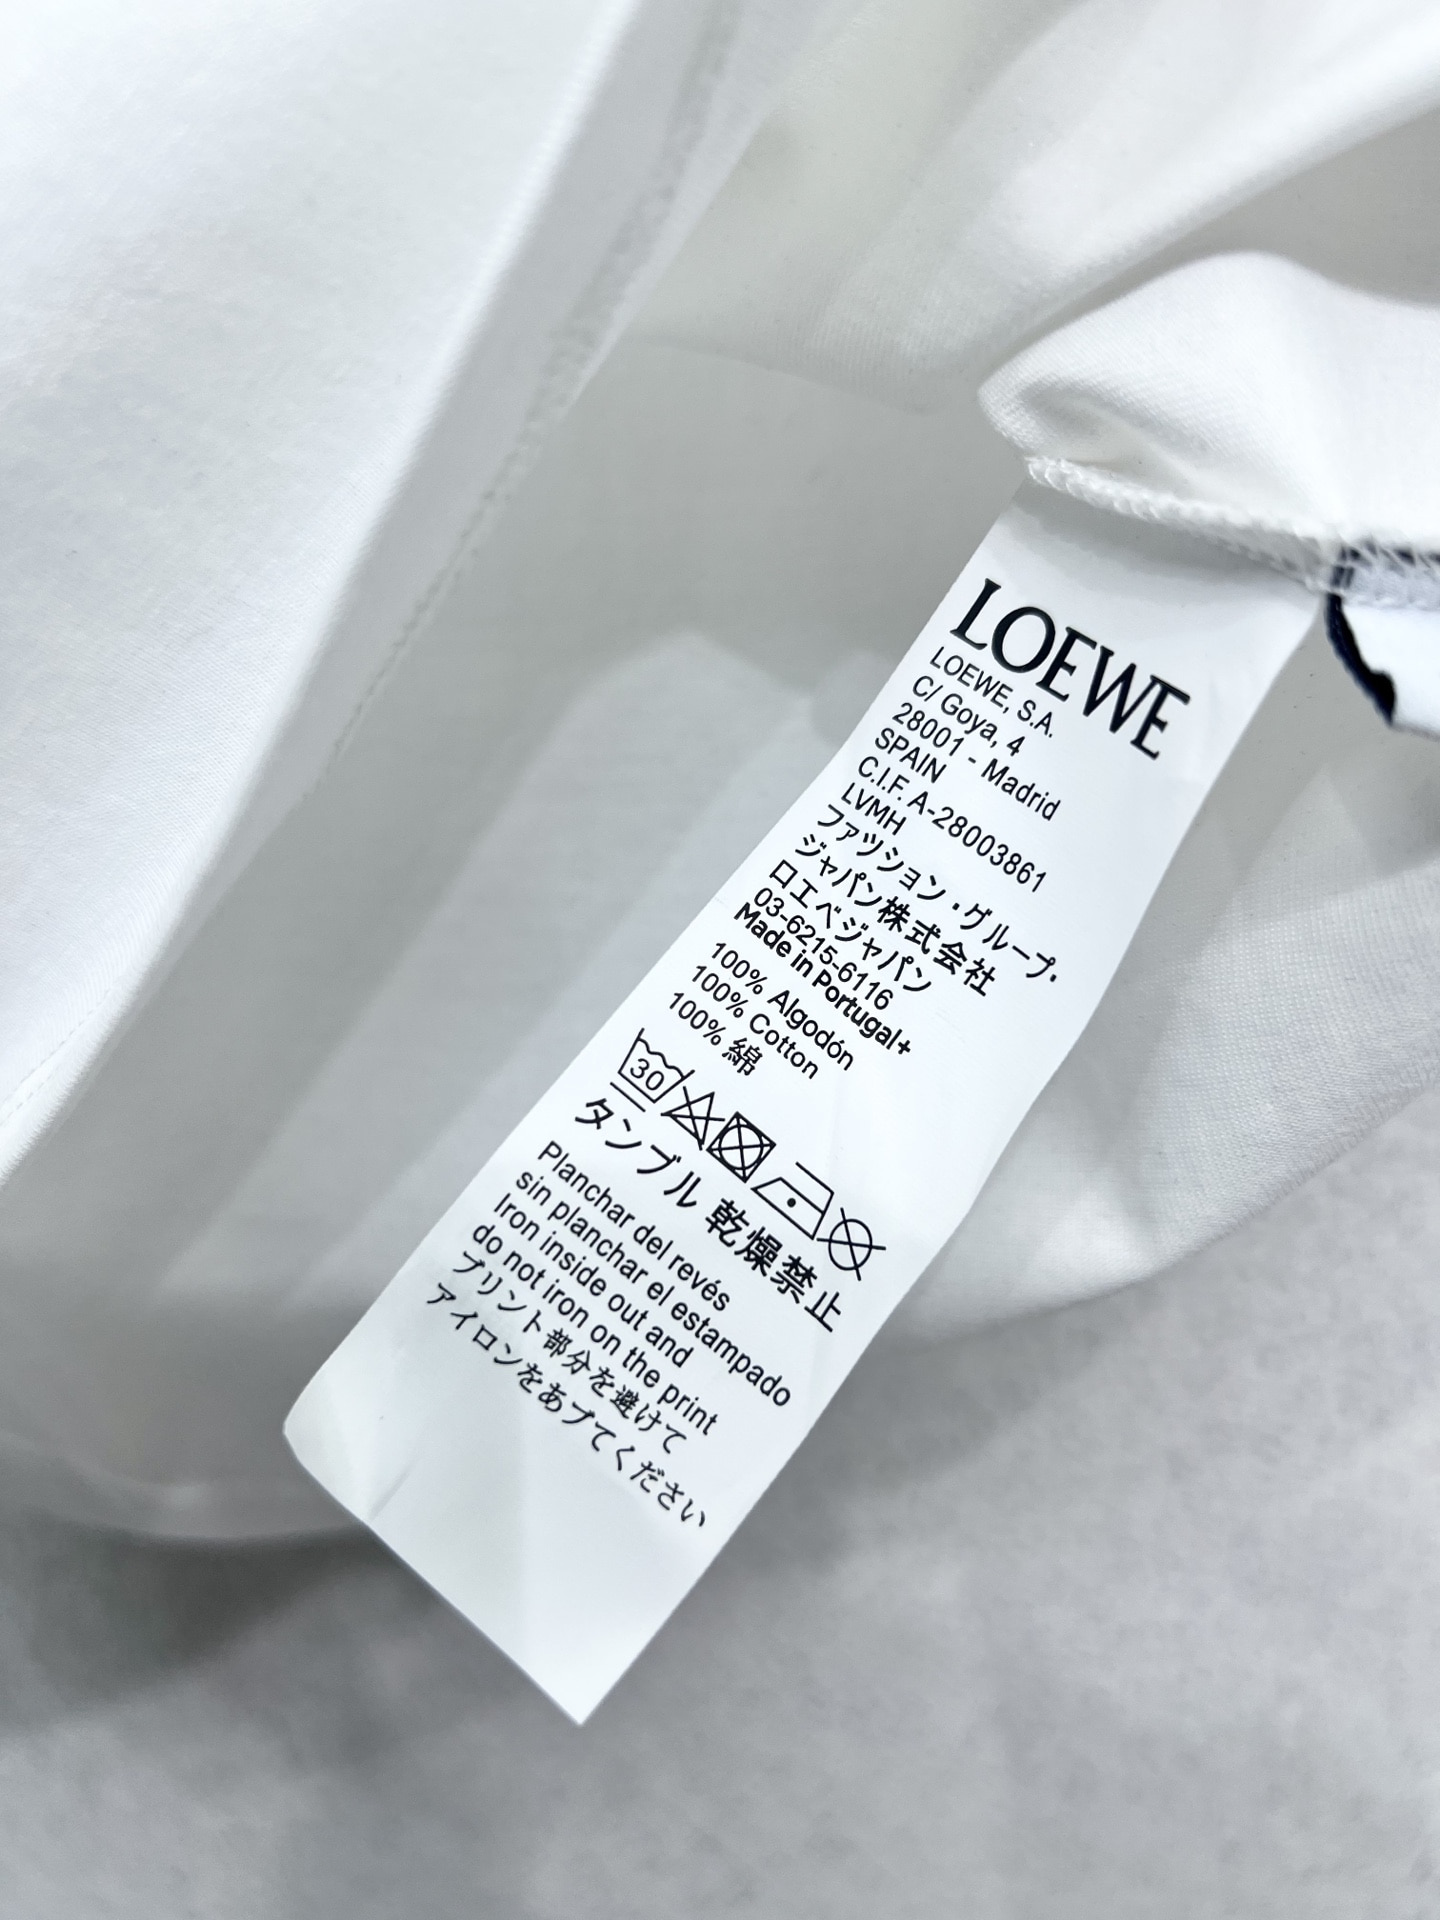 LOEWE
LOEWE, S.A.
C/ Goya, 4
28001 - Madrid
SPAIN
C.I.F. A-28003861
LVMH
ファツション・グループ・
ジャパン株式会社
ロエベジャパン
03-6215-6116
Made in Portugal+
100% Algodón
100% Cotton
100% 綿
30
タンブル 乾燥禁止
Planchar del revés
sin planchar el estampado
Iron inside out and
do not iron on the print
プリント部分を避けて
アイロンをあブてください